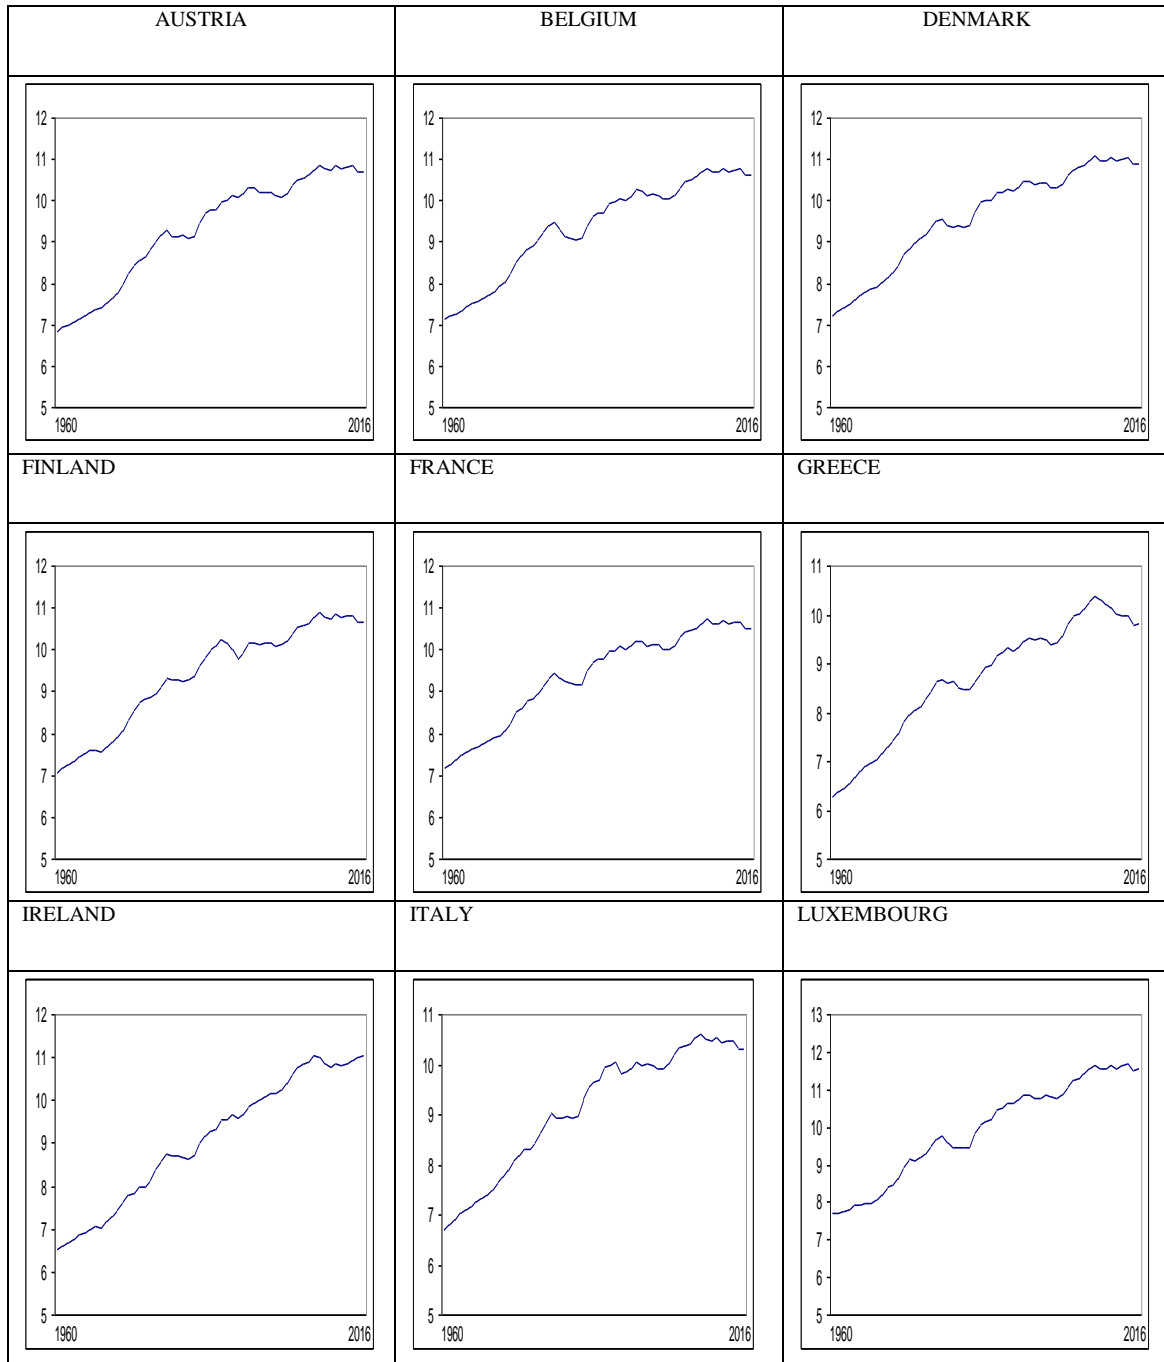 AUSTRIA BELGIUM DENMARK
12 12 12
11 11 11
10 10 10
9 9 9
8 8 8
7 7 7
6 6 6
5 5 5
1960 2016 1960 2016 1960 2016
FINLAND FRANCE GREECE
12 12 11
11 11 10
10 10 9
9 9 8
8 8 7
7 7 6
6 6 5
5 5
1960 2016 1960 2016 1960 2016
IRELAND ITALY LUXEMBOURG
12 11 13
11 10 12
10 9 11
9 8 10
8 7 9
7 6 8
6 5 7
5 6
5
1960 2016 1960 2016 1960 2016